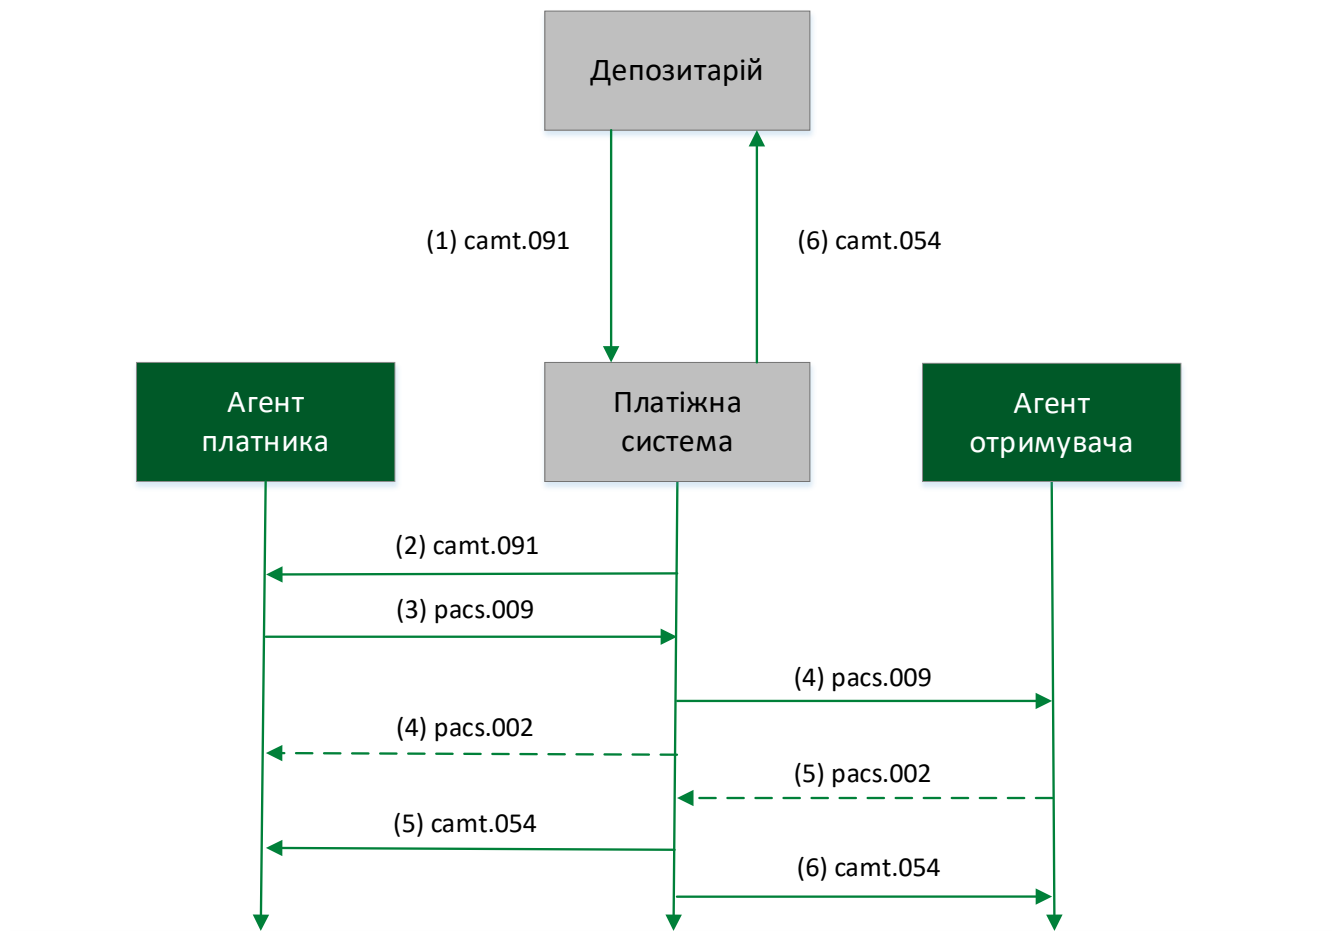 Депозитарій
(1) camt.091
(6) camt.054
Агент
платника
Платіжна
система
Агент
отримувача
(2) camt.091
(3) pacs.009
(4) pacs.009
(4) pacs.002
(5) pacs.002
(5) camt.054
(6) camt.054